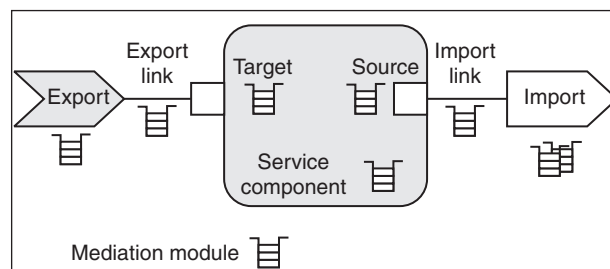 Export
link
Import
link
Target
Source
Export
Import
Service
component
Mediation module